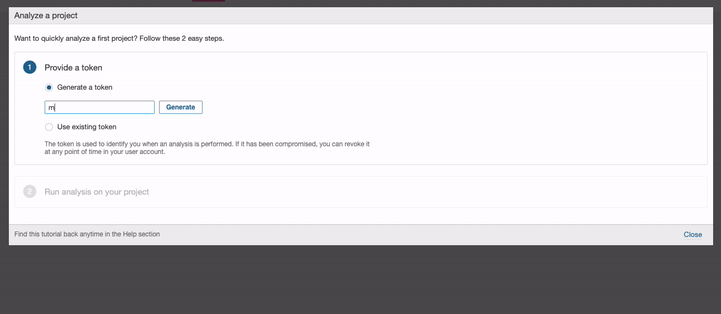 Analyze a project
Want to quickly analyze a first project? Follow these 2 easy steps.
1 Provide a token
Generate a token
m Generate
Use existing token
The token is used to identify you when an analysis is performed. If it has been compromised, you can revoke it
at any point of time in your user account.
2 Run analysis on your project
Find this tutorial back anytime in the Help section Close